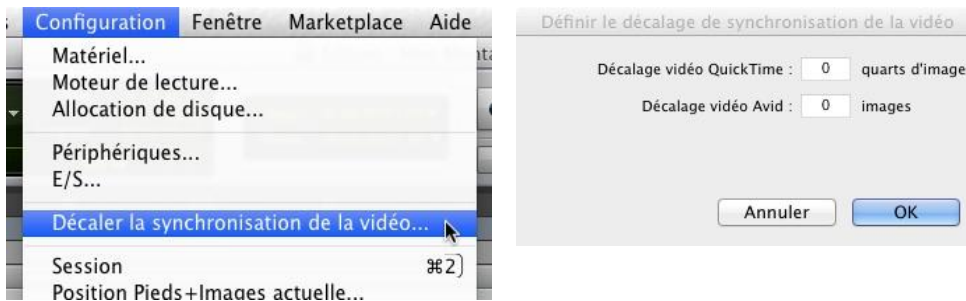 Configuration Fenêtre Marketplace Aide
Matériel...
Moteur de lecture...
Allocation de disque...
Périphériques...
E/S...
Décaler la synchronisation de la vidéo...
Session ⌘2
Position Pieds+Images actuelle...
Définir le décalage de synchronisation de la vidéo
Décalage vidéo QuickTime : 0 quarts d'image
Décalage vidéo Avid : 0 images
Annuler OK